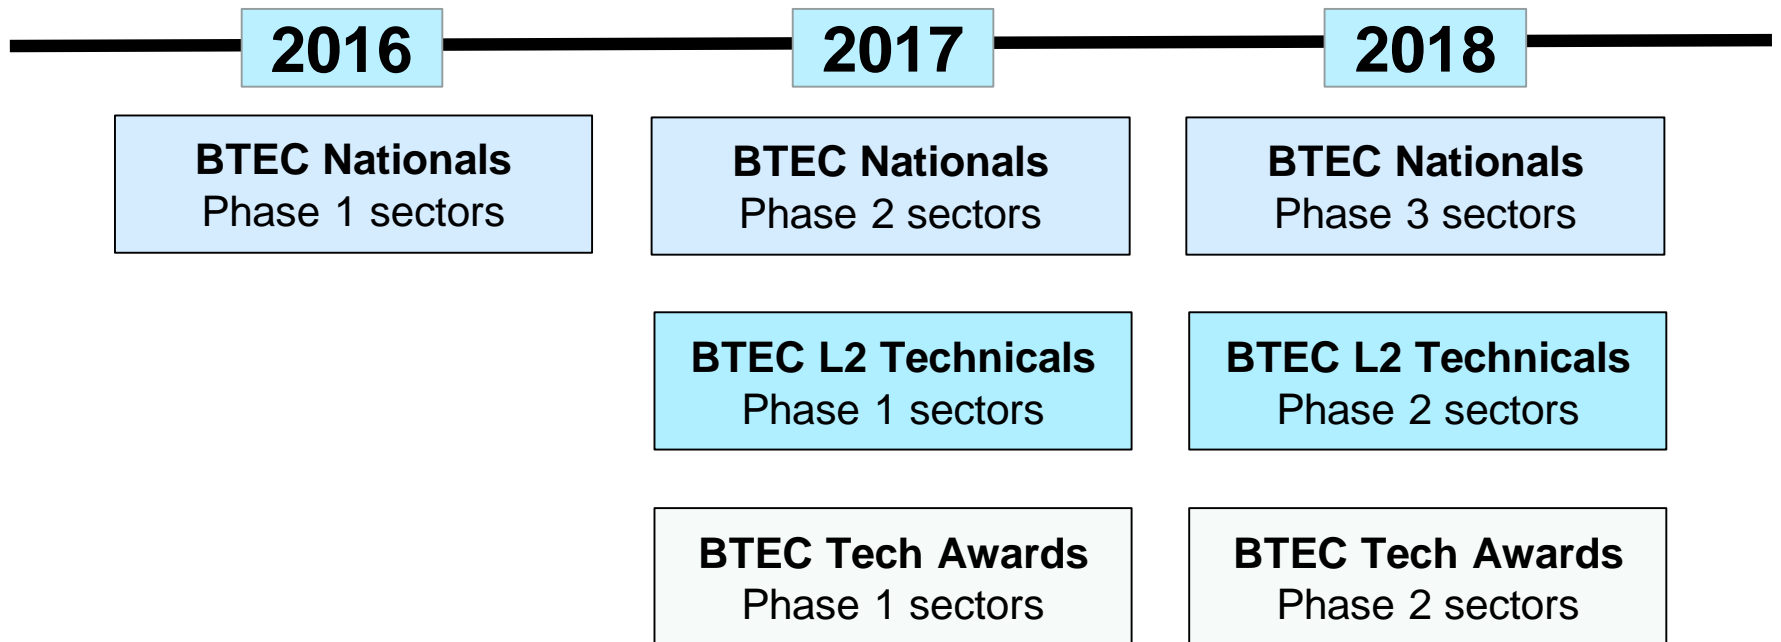 2016
2017
2018
BTEC Nationals
Phase 1 sectors
BTEC Nationals
Phase 2 sectors
BTEC Nationals
Phase 3 sectors
BTEC L2 Technicals
Phase 1 sectors
BTEC L2 Technicals
Phase 2 sectors
BTEC Tech Awards
Phase 1 sectors
BTEC Tech Awards
Phase 2 sectors